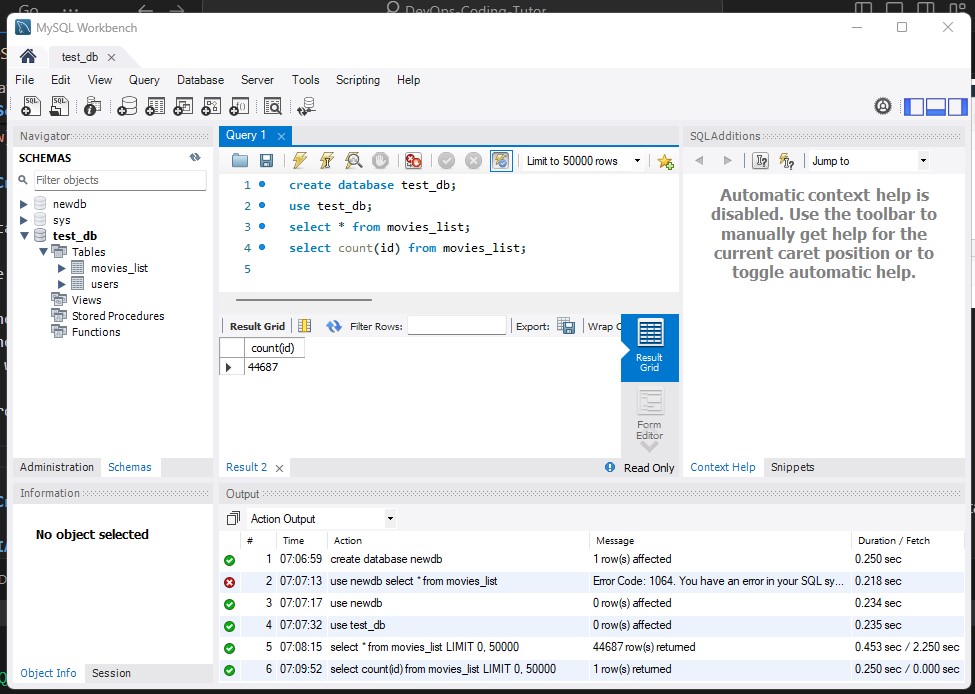 DevOps-Coding-Tutor
MySQL Workbench
test_db
File Edit View Query Database Server Tools Scripting Help
Navigator
SCHEMAS
Filter objects
newdb
sys
test_db
Tables
movies_list
users
Views
Stored Procedures
Functions
Administration Schemas
Information
No object selected
Object Info Session
Query 1
Limit to 50000 rows
1 create database test_db;
2 use test_db;
3 select * from movies_list;
4 select count(id) from movies_list;
5
Result Grid Filter Rows: Export: Wrap C
count(id)
44687
Result Grid
Form Editor
Result 2 Read Only
SQLAdditions
Jump to
Automatic context help is
disabled. Use the toolbar to
manually get help for the
current caret position or to
toggle automatic help.
Context Help Snippets
Output
Action Output
# Time Action Message Duration / Fetch
1 07:06:59 create database newdb 1 row(s) affected 0.250 sec
2 07:07:13 use newdb select * from movies_list Error Code: 1064. You have an error in your SQL sy... 0.218 sec
3 07:07:17 use newdb 0 row(s) affected 0.234 sec
4 07:07:32 use test_db 0 row(s) affected 0.235 sec
5 07:08:15 select * from movies_list LIMIT 0, 50000 44687 row(s) returned 0.453 sec / 2.250 sec
6 07:09:52 select count(id) from movies_list LIMIT 0, 50000 1 row(s) returned 0.250 sec / 0.000 sec